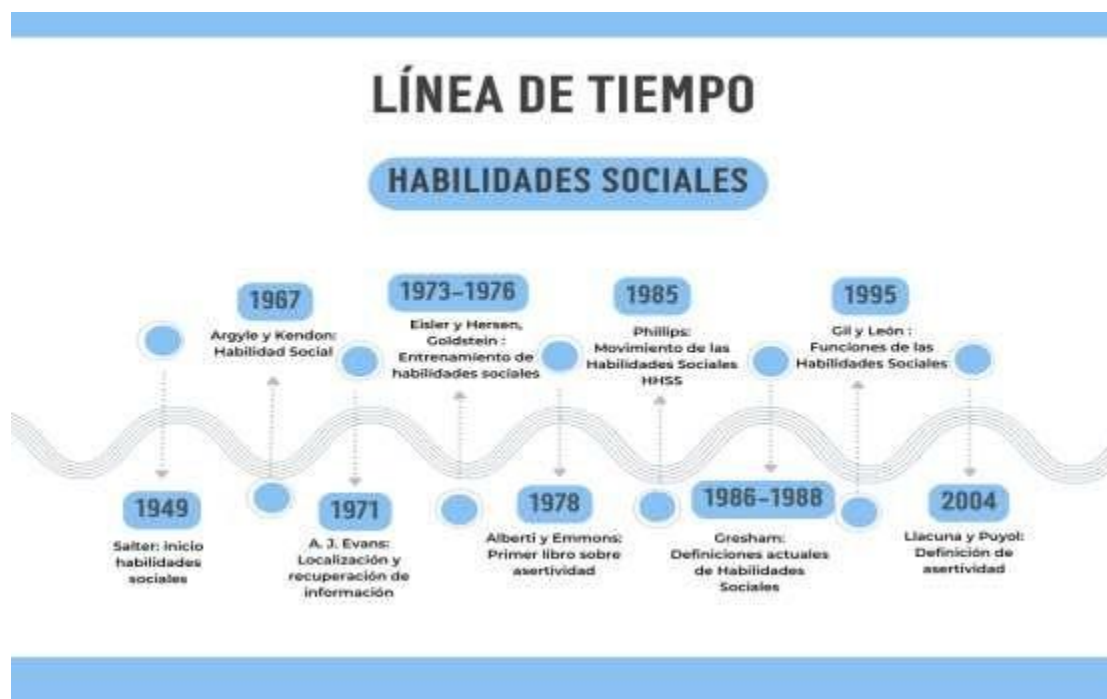 LÍNEA DE TIEMPO
HABILIDADES SOCIALES
1949
Salter: inicio
habilidades
sociales
1967
Argyle y Kendon:
Habilidad Social
1971
A. J. Evans:
Localización y
recuperación de
información
1973-1976
Eisler y Hersen,
Goldstein :
Entrenamiento de
habilidades sociales
1978
Alberti y Emmons:
Primer libro sobre
asertividad
1985
Phillips:
Movimiento de las
Habilidades Sociales
HHSS
1986-1988
Gresham:
Definiciones actuales
de Habilidades
Sociales
1995
Gil y León :
Funciones de las
Habilidades Sociales
2004
Llacuna y Puyol:
Definición de
asertividad